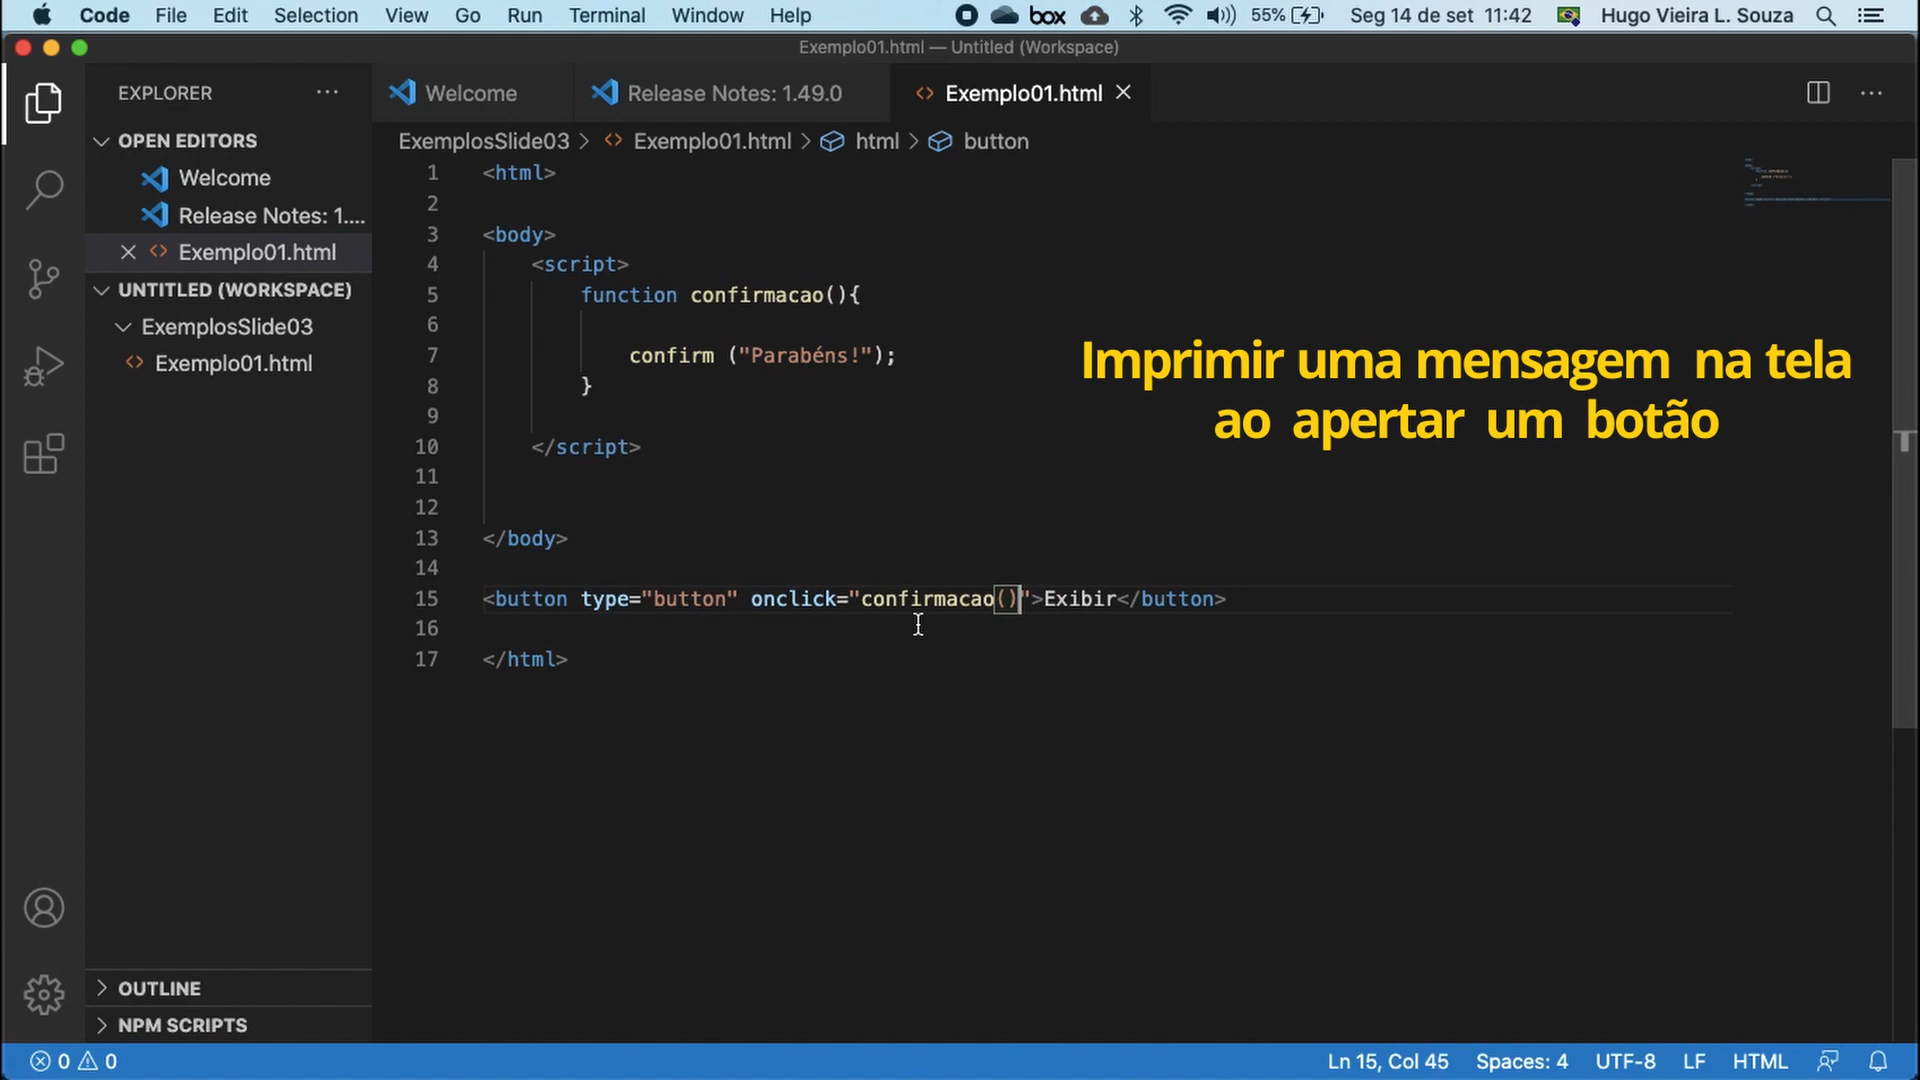 Code File Edit Selection View Go Run Terminal Window Help box 55% Seg 14 de set 11:42 Hugo Vieira L. Souza
Exemplo01.html — Untitled (Workspace)
EXPLORER
Welcome
Release Notes: 1.49.0
Exemplo01.html
OPEN EDITORS
Welcome
Release Notes: 1....
Exemplo01.html
UNTITLED (WORKSPACE)
ExemplosSlide03
Exemplo01.html
ExemplosSlide03 > Exemplo01.html > html > button
1 <html>
2
3 <body>
4 <script>
5 function confirmacao(){
6
7 confirm ("Parabéns!");
8 }
9
10 </script>
11
12
13 </body>
14
15 <button type="button" onclick="confirmacao()">Exibir</button>
16
17 </html>
Imprimir uma mensagem na tela
ao apertar um botão
OUTLINE
NPM SCRIPTS
0 0 Ln 15, Col 45 Spaces: 4 UTF-8 LF HTML